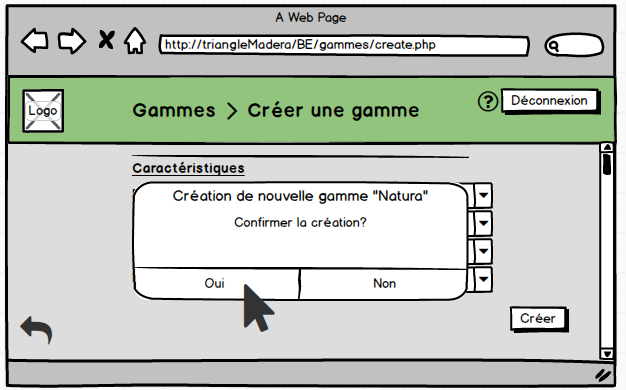 A Web Page
http://triangleMadera/BE/gammes/create.php
Logo
Gammes > Créer une gamme
?
Déconnexion
Caractéristiques
Création de nouvelle gamme "Natura"
Confirmer la création?
Oui
Non
Créer